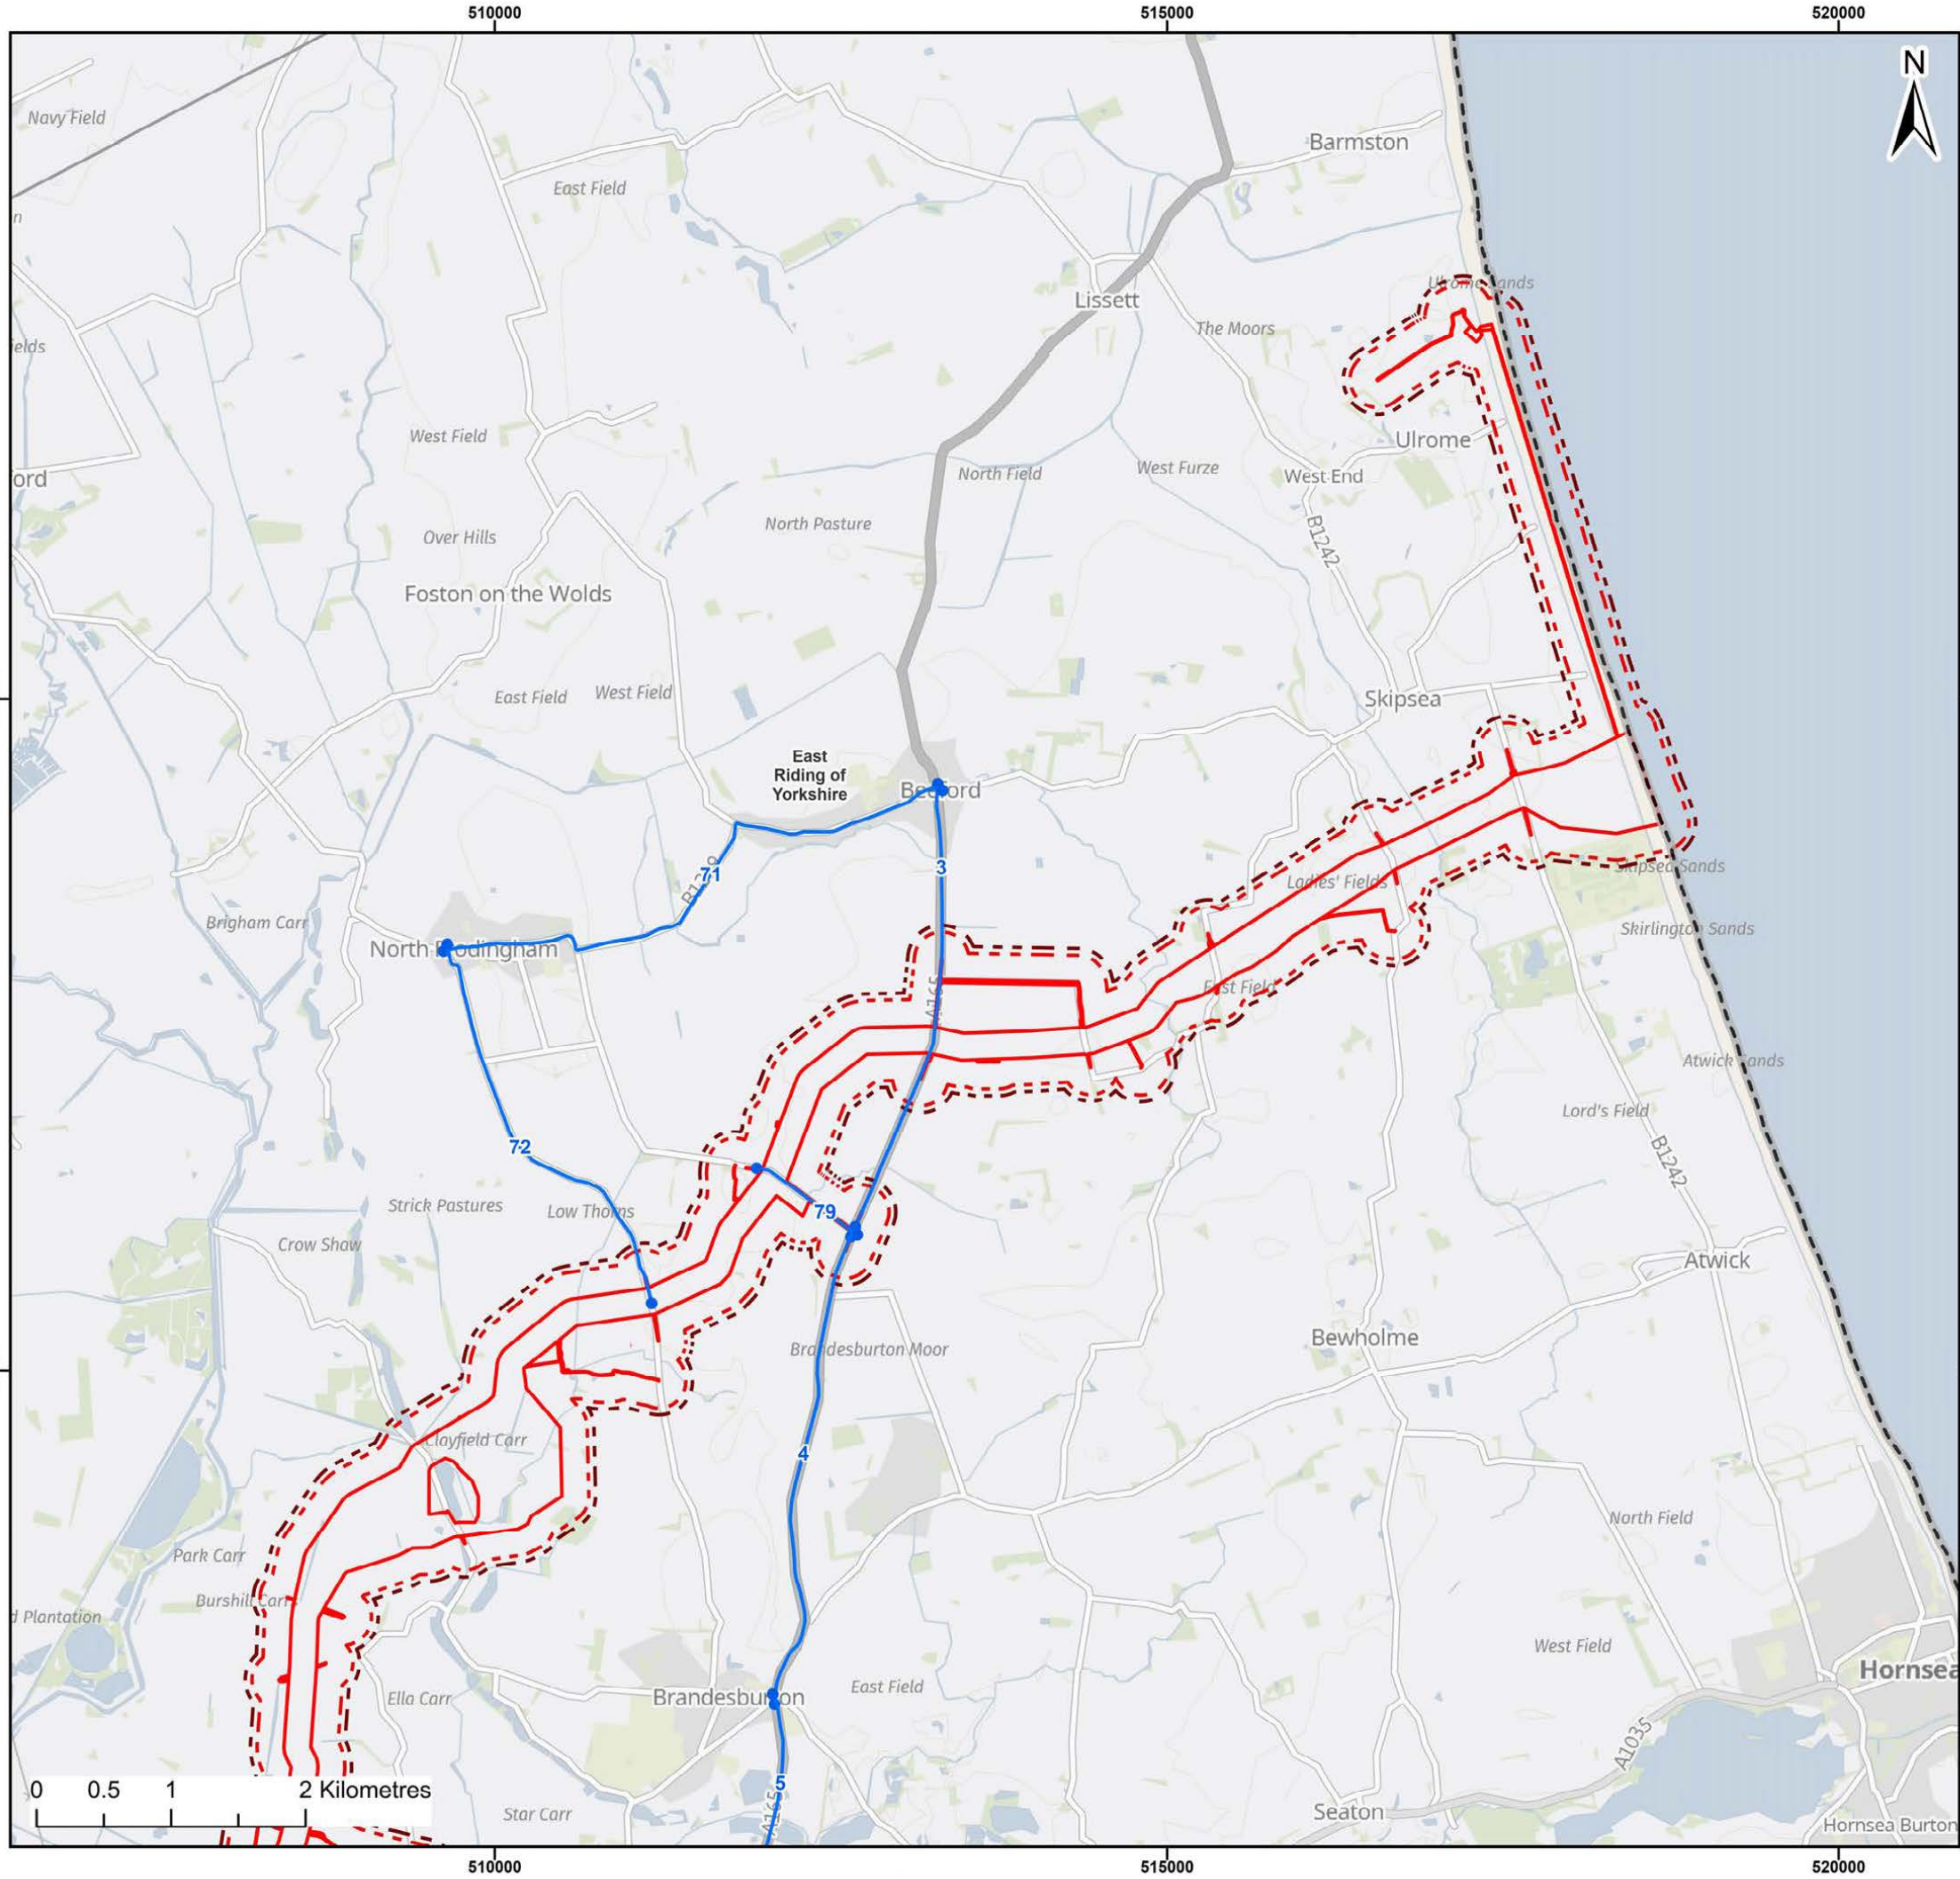 510000
515000
520000
N
Navy Field
Barmston
East Field
n
Ulrome Sands
Lissett
The Moors
ields
West Field
Ulrome
North Field
West Furze
West End
ord
North Pasture
B1242
Over Hills
Foston on the Wolds
East Field
West Field
Skipsea
East
Riding of
Yorkshire
Beeford
3
71
Skipsea Sands
Ladies' Fields
Brigham Carr
Skirlington Sands
North Frodingham
East Field
A165
Atwick Sands
Lord's Field
72
B1242
Strick Pastures
Low Thorns
79
Crow Shaw
Atwick
Bewholme
Brandesburton Moor
Clayfield Carr
4
North Field
Park Carr
Burshill Carr
d Plantation
West Field
Hornsea
Ella Carr
Brandesburton
East Field
A1035
5
0
0.5
1
2 Kilometres
Star Carr
A165
Seaton
Hornsea Burton
510000
515000
520000